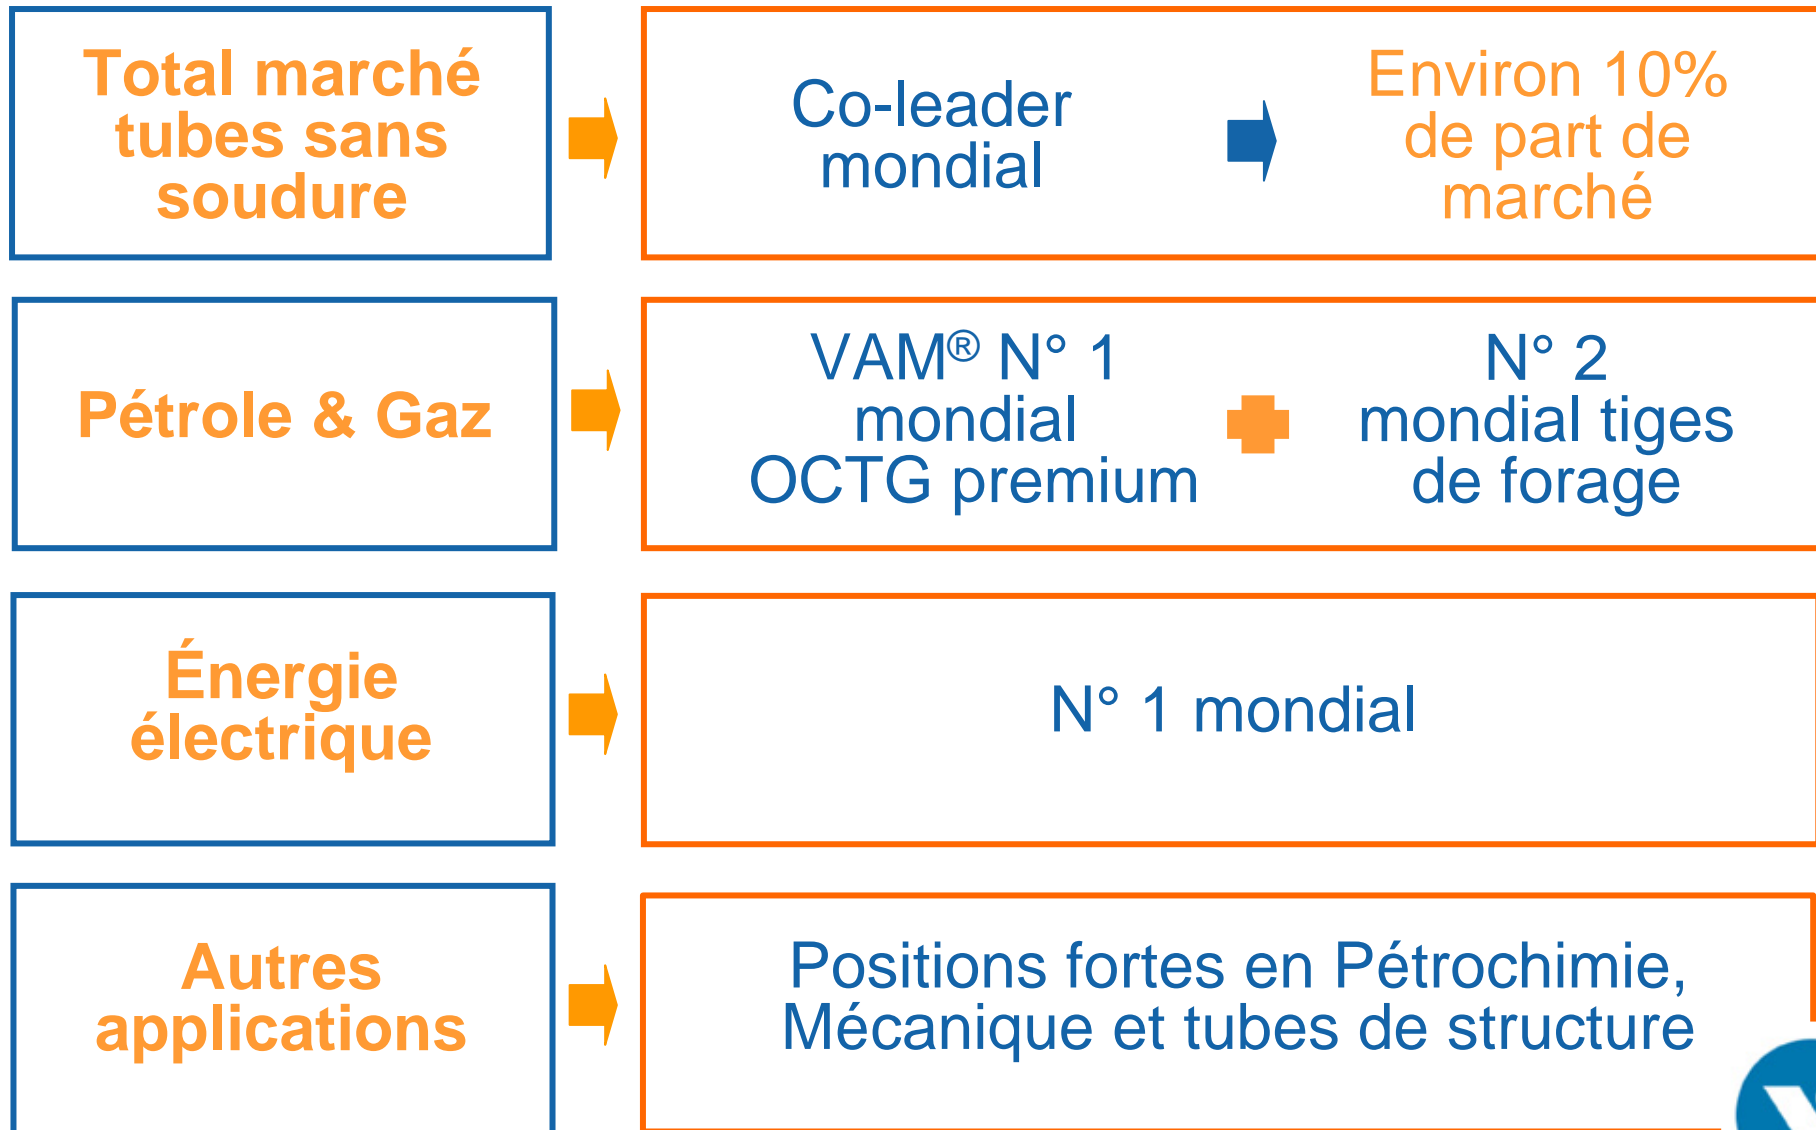 Total marché
tubes sans
soudure
Co-leader
mondial
Environ 10%
de part de
marché
Pétrole & Gaz
VAM® N° 1
mondial
OCTG premium
N° 2
mondial tiges
de forage
Énergie
électrique
N° 1 mondial
Autres
applications
Positions fortes en Pétrochimie,
Mécanique et tubes de structure